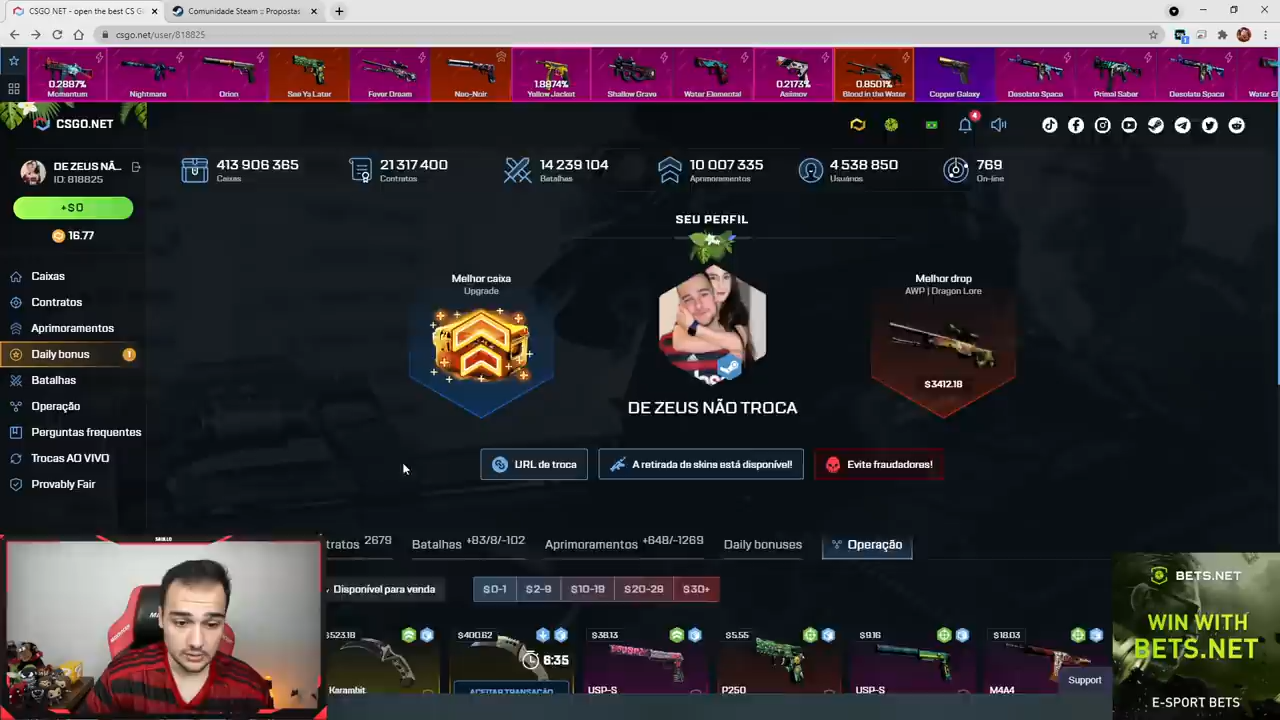 CSGO NET - open the best CS G
Comunidade Steam :: Propostas
csgo.net/user/818825
0.2887%
Momentum
Nightmare
Orion
See Ya Later
Fever Dream
Neo-Noir
1.8974%
Yellow Jacket
Shallow Grave
Water Elemental
0.2173%
Asiimov
0.8501%
Blood in the Water
Copper Galaxy
Desolate Space
Primal Saber
Desolate Space
Water El
CSGO.NET
4
DE ZEUS NÃ...
ID: 818825
+$0
16.77
413 906 365
Caixas
21 317 400
Contratos
14 239 104
Batalhas
10 007 335
Aprimoramentos
4 538 850
Usuários
769
On-line
Caixas
Contratos
Aprimoramentos
Daily bonus
Batalhas
Operação
Perguntas frequentes
Trocas AO VIVO
Provably Fair
SEU PERFIL
Melhor caixa
Upgrade
Melhor drop
AWP | Dragon Lore
$3412.18
DE ZEUS NÃO TROCA
URL de troca
A retirada de skins está disponível!
Evite fraudadores!
tratos 2679
Batalhas +83/8/-102
Aprimoramentos +648/-1269
Daily bonuses
Operação
Disponível para venda
$0-1
$2-9
$10-19
$20-29
$30+
$523.18
Karambit
$400.62
6:35
ACEITAR TRANSAÇÃO
$38.13
USP-S
$5.55
P250
$9.16
USP-S
$18.03
M4A4
Support
BETS.NET
WIN WITH
BETS.NET
E-SPORT BETS